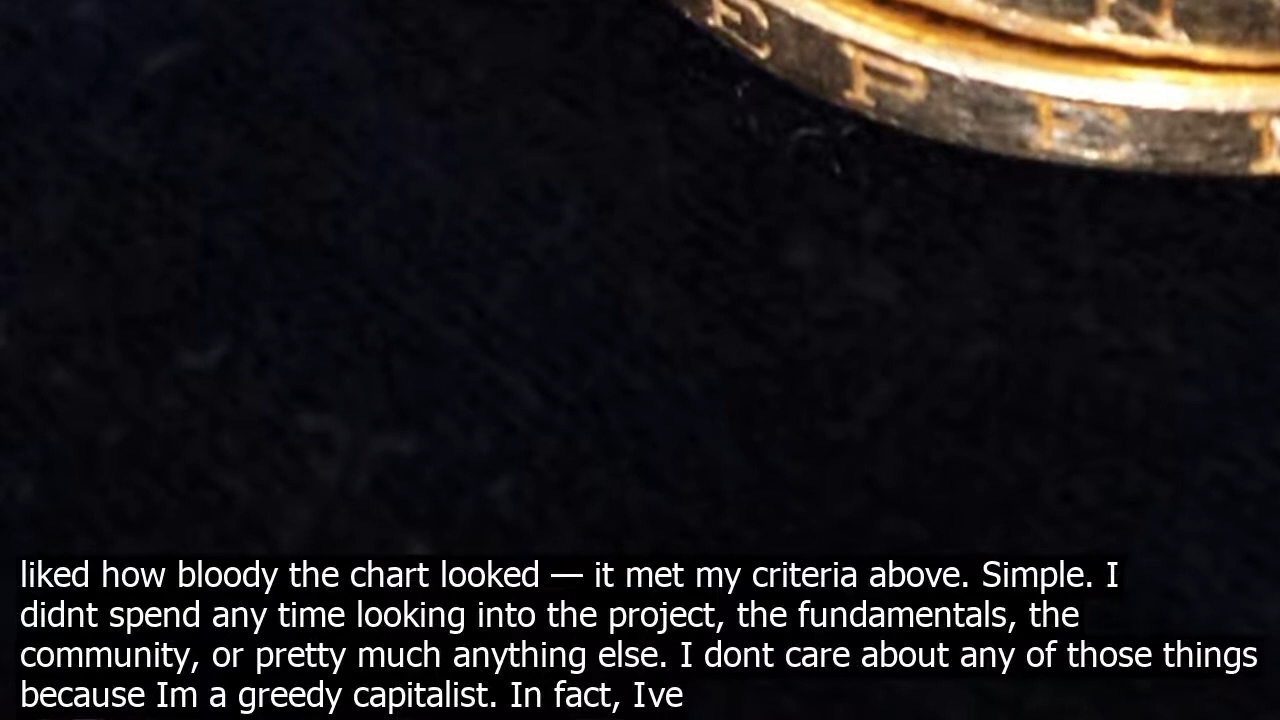 E P E
liked how bloody the chart looked — it met my criteria above. Simple. I
didnt spend any time looking into the project, the fundamentals, the
community, or pretty much anything else. I dont care about any of those things
because Im a greedy capitalist. In fact, Ive